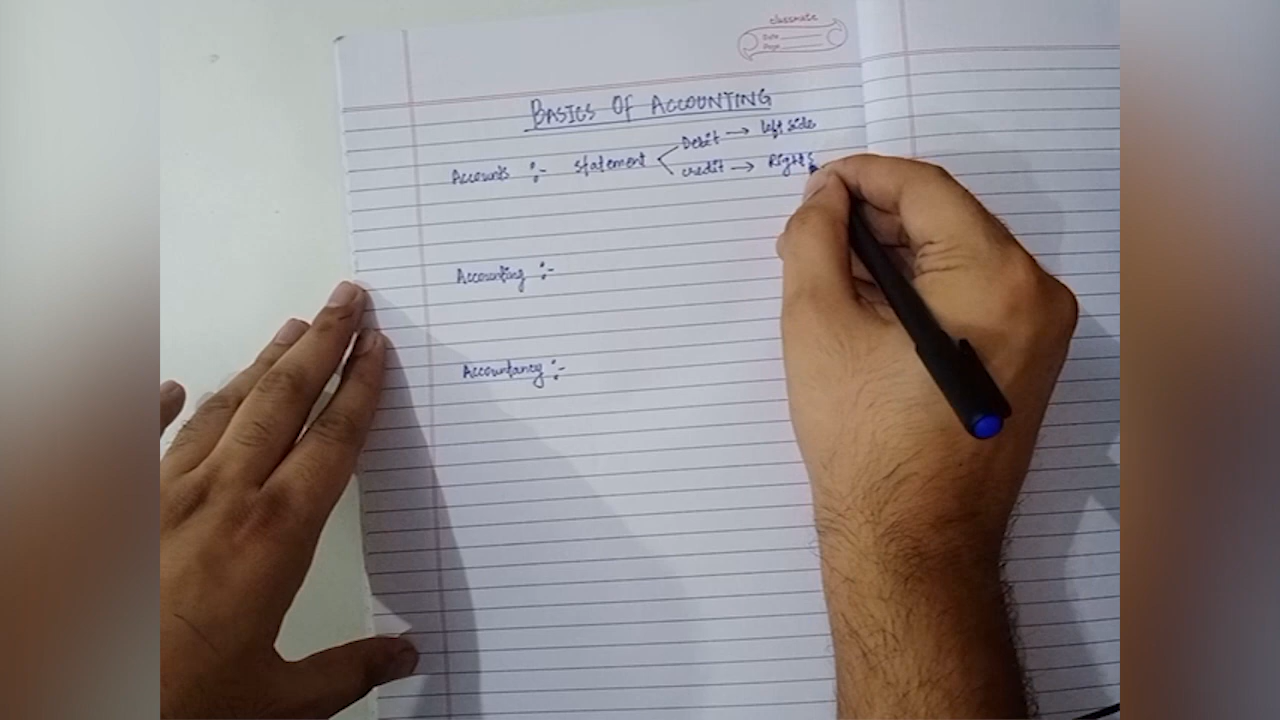 classmate
Date
Page
BASICS OF ACCOUNTING
Debit → left side
Accounts :- Statement
credit → Right s
Accounting :-
Accountancy :-